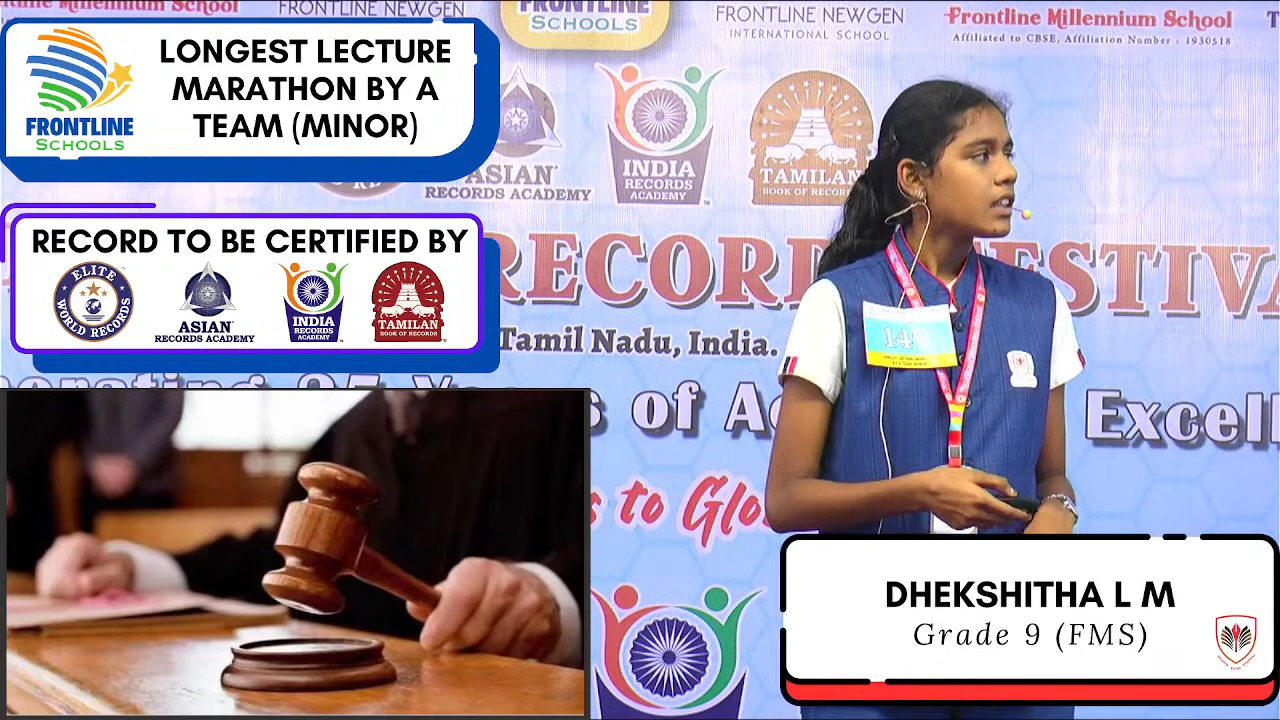 Frontline Millennium School
FRONTLINE NEWGEN
FRONTLINE
SCHOOLS
FRONTLINE NEWGEN
INTERNATIONAL SCHOOL
Frontline Millennium School
Affiliated to CBSE, Affiliation Number : 1930518
LONGEST LECTURE
MARATHON BY A
TEAM (MINOR)
FRONTLINE
SCHOOLS
ASIAN
RECORDS ACADEMY
INDIA
RECORDS
ACADEMY
TAMILAN
BOOK OF RECORDS
RECORD TO BE CERTIFIED BY
ELITE
WORLD RECORDS
ASIAN
RECORDS ACADEMY
INDIA
RECORDS
ACADEMY
TAMILAN
BOOK OF RECORDS
RECORD
Tamil Nadu, India.
of
to
DHEKSHITHA L M
Grade 9 (FMS)